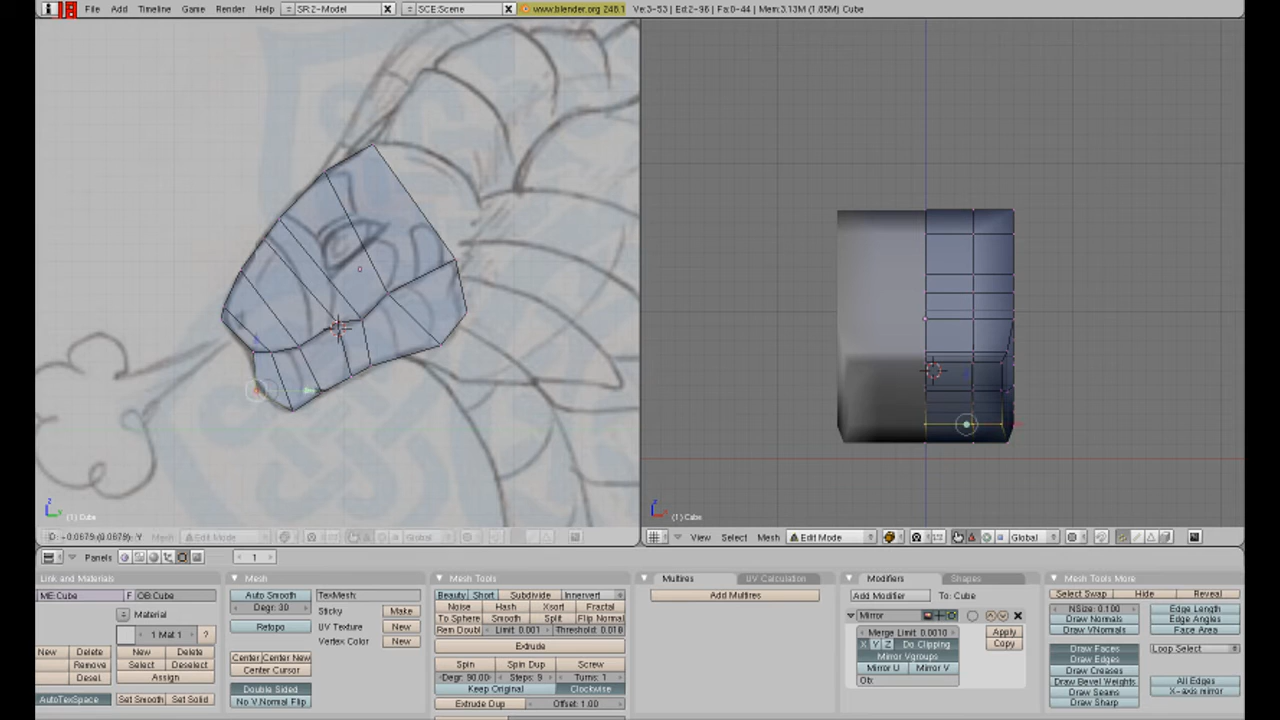 File Add Timeline Game Render Help SR:2-Model SCE:Scene www.blender.org 248.1 Ve:3-53 | Ed:2-96 | Fa:0-44 | Mem:3.13M (1.85M) Cube
(1) Cube
(1) Cube
D: +0.0679 (0.0679): Y Mesh Edit Mode Global
View Select Mesh Edit Mode Global
Panels 1
Link and Materials
ME:Cube F OB:Cube
Material
1 Mat 1 ?
New Delete New Delete
Remove Select Deselect
Desel Assign
AutoTexSpace Set Smooth Set Solid
Mesh
Auto Smooth
Degr: 30
Retopo
Center Center New
Center Cursor
Double Sided
No V.Normal Flip
TexMesh:
Sticky Make
UV Texture New
Vertex Color New
Mesh Tools
Beauty Short Subdivide Innervert
Noise Hash Xsort Fractal
To Sphere Smooth Split Flip Normal
Rem Doubl Limit: 0.001 Threshold: 0.010
Extrude
Spin Spin Dup Screw
Degr: 90.00 Steps: 9 Turns: 1
Keep Original Clockwise
Extrude Dup Offset: 1.00
Multires UV Calculation
Add Multires
Modifiers Shapes
Add Modifier To: Cube
Mirror
Merge Limit: 0.0010
X Y Z Do Clipping
Mirror Vgroups
Mirror U Mirror V
Ob:
Apply
Copy
Mesh Tools More
Select Swap Hide Reveal
NSize: 0.100
Draw Normals
Draw VNormals
Edge Length
Edge Angles
Face Area
Draw Faces
Draw Edges
Draw Creases
Draw Bevel Weights
Draw Seams
Draw Sharp
Loop Select
All Edges
X-axis mirror